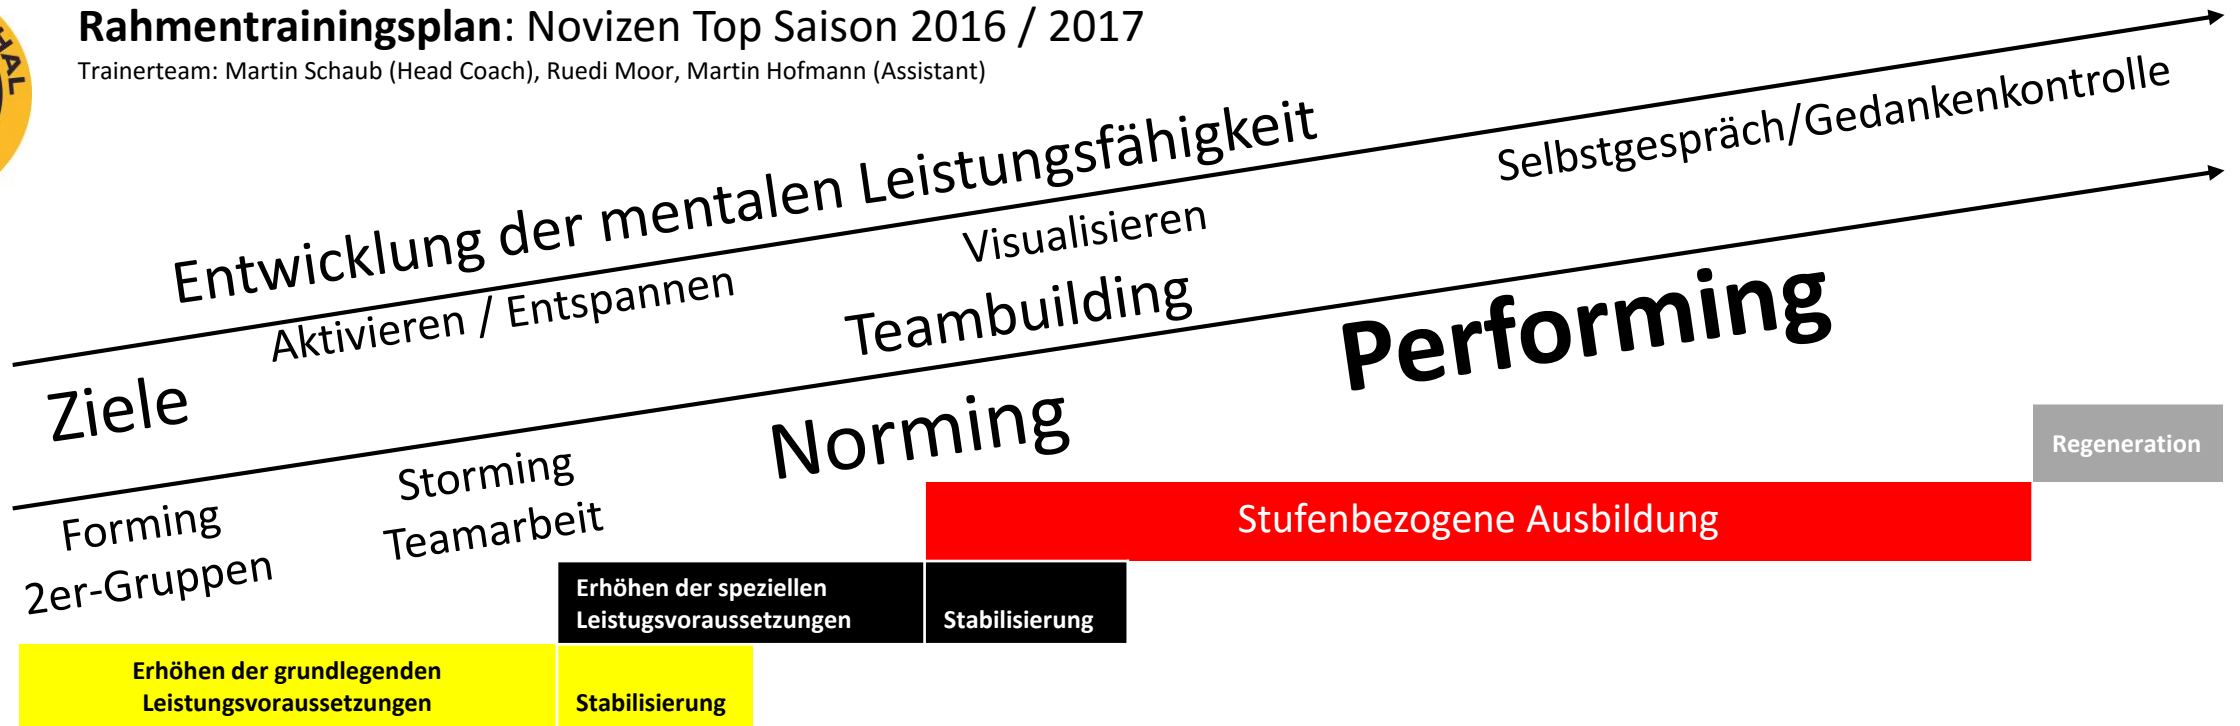 HAL
Rahmentrainingsplan: Novizen Top Saison 2016 / 2017
Trainerteam: Martin Schaub (Head Coach), Ruedi Moor, Martin Hofmann (Assistant)
Entwicklung der mentalen Leistungsfähigkeit
Selbstgespräch/Gedankenkontrolle
Visualisieren
Aktivieren / Entspannen
Teambuilding
Ziele
Performing
Norming
Storming
Teamarbeit
Forming
2er-Gruppen
Regeneration
Stufenbezogene Ausbildung
Erhöhen der speziellen
Leistugsvoraussetzungen
Stabilisierung
Erhöhen der grundlegenden
Leistungsvoraussetzungen
Stabilisierung